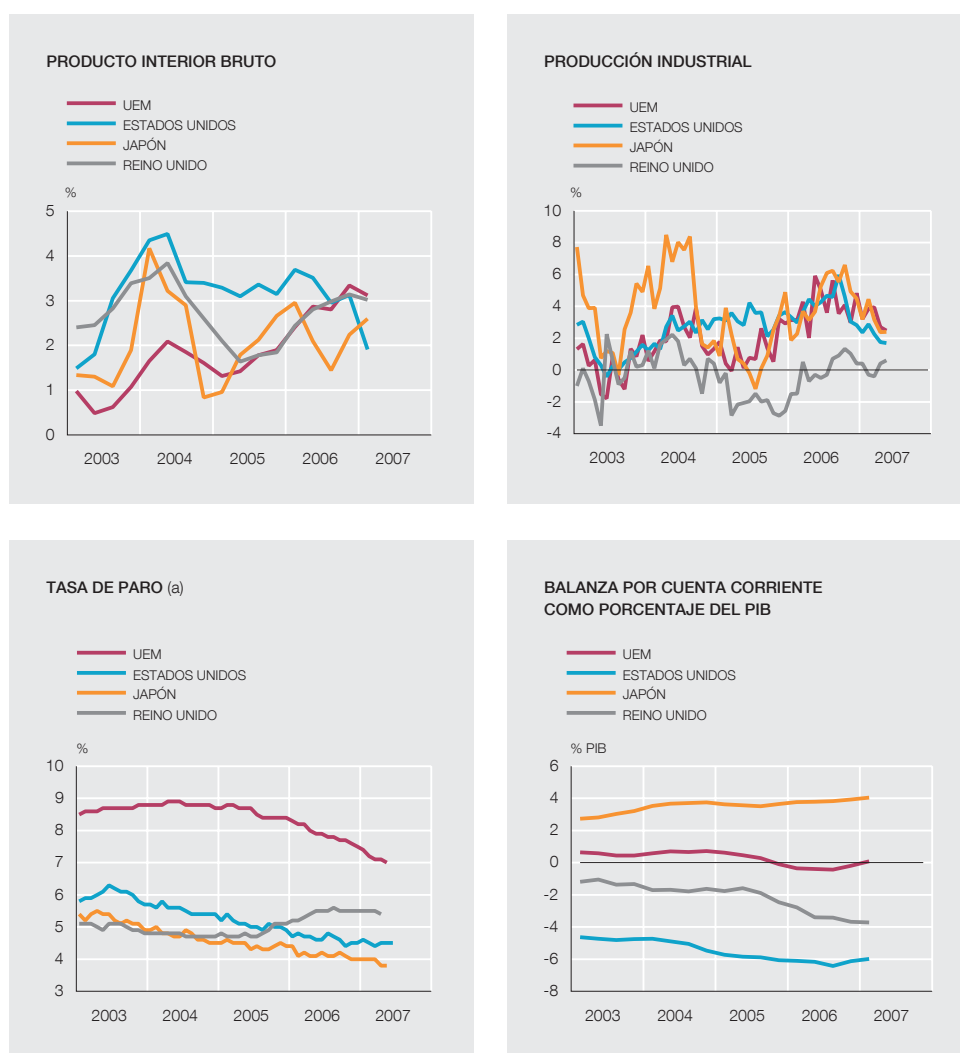 PRODUCTO INTERIOR BRUTO
UEM
ESTADOS UNIDOS
JAPÓN
REINO UNIDO
%
5
4
3
2
1
0
2003 2004 2005 2006 2007
PRODUCCIÓN INDUSTRIAL
UEM
ESTADOS UNIDOS
JAPÓN
REINO UNIDO
%
10
8
6
4
2
0
-2
-4
2003 2004 2005 2006 2007
TASA DE PARO (a)
UEM
ESTADOS UNIDOS
JAPÓN
REINO UNIDO
%
10
9
8
7
6
5
4
3
2003 2004 2005 2006 2007
BALANZA POR CUENTA CORRIENTE
COMO PORCENTAJE DEL PIB
UEM
ESTADOS UNIDOS
JAPÓN
REINO UNIDO
% PIB
6
4
2
0
-2
-4
-6
-8
2003 2004 2005 2006 2007